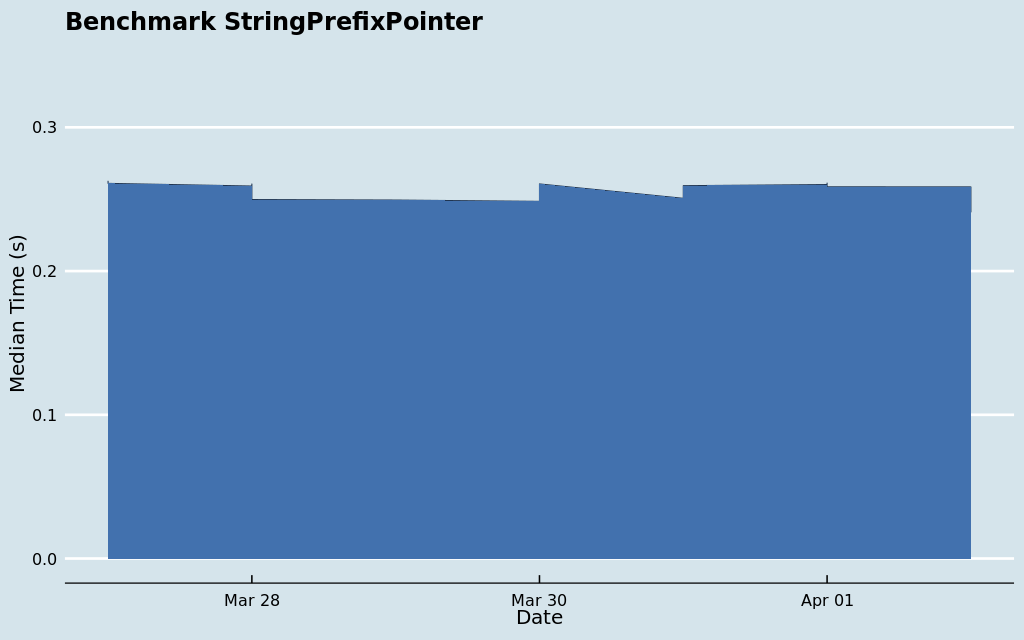 Benchmark StringPrefixPointer
Median Time (s)
0.3
0.2
0.1
0.0
Mar 28
Mar 30
Apr 01
Date